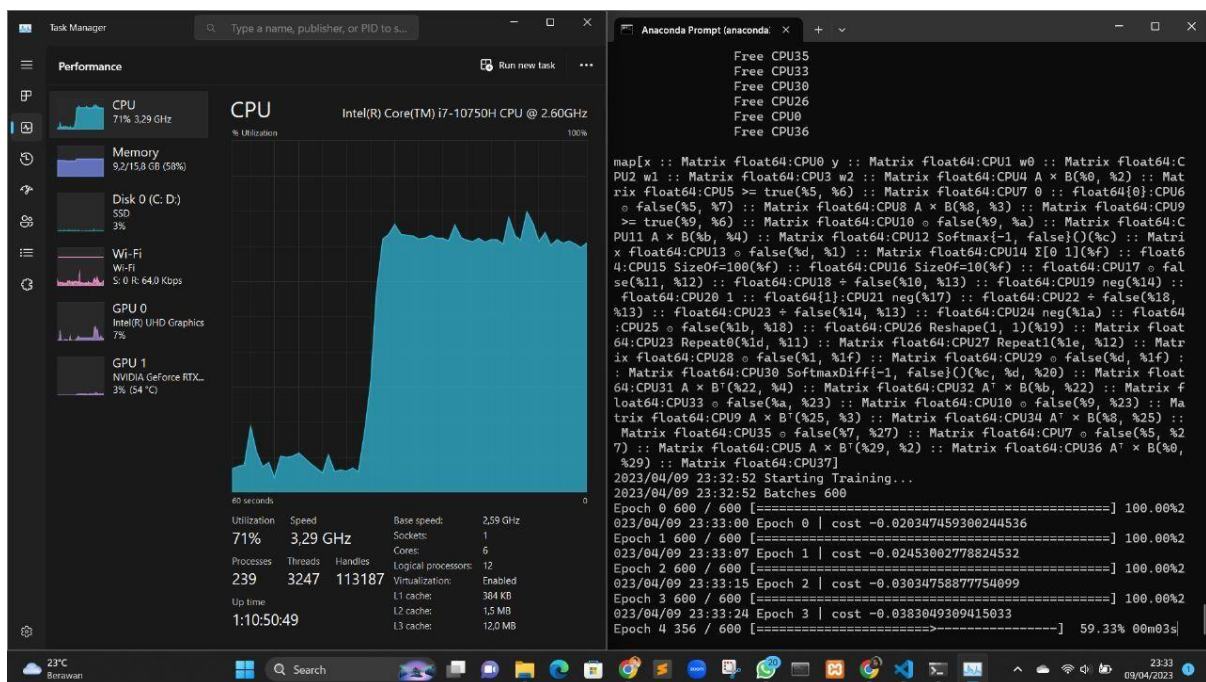 Task Manager
Type a name, publisher, or PID to s...
Performance
Run new task
CPU
71% 3,29 GHz
Memory
9,2/15,8 GB (58%)
Disk 0 (C: D:)
SSD
3%
Wi-Fi
Wi-Fi
S: 0 R: 64,0 Kbps
GPU 0
Intel(R) UHD Graphics
7%
GPU 1
NVIDIA GeForce RTX...
3% (54 °C)
CPU
Intel(R) Core(TM) i7-10750H CPU @ 2.60GHz
% Utilization
100%
60 seconds
0
Utilization
71%
Speed
3,29 GHz
Processes
239
Threads
3247
Handles
113187
Up time
1:10:50:49
Base speed: 2,59 GHz
Sockets: 1
Cores: 6
Logical processors: 12
Virtualization: Enabled
L1 cache: 384 KB
L2 cache: 1,5 MB
L3 cache: 12,0 MB
Anaconda Prompt (anaconda:
Free CPU35
Free CPU33
Free CPU30
Free CPU26
Free CPU0
Free CPU36
map[x :: Matrix float64:CPU0 y :: Matrix float64:CPU1 w0 :: Matrix float64:C
PU2 w1 :: Matrix float64:CPU3 w2 :: Matrix float64:CPU4 A × B(%0, %2) :: Mat
rix float64:CPU5 >= true(%5, %6) :: Matrix float64:CPU7 0 :: float64{0}:CPU6
⊙ false(%5, %7) :: Matrix float64:CPU8 A × B(%8, %3) :: Matrix float64:CPU9
>= true(%9, %6) :: Matrix float64:CPU10 ⊙ false(%9, %a) :: Matrix float64:C
PU11 A × B(%b, %4) :: Matrix float64:CPU12 Softmax{-1, false}()(%c) :: Matri
x float64:CPU13 ⊙ false(%d, %1) :: Matrix float64:CPU14 Σ[0 1](%f) :: float6
4:CPU15 SizeOf=100(%f) :: float64:CPU16 SizeOf=10(%f) :: float64:CPU17 ⊙ fal
se(%11, %12) :: float64:CPU18 ÷ false(%10, %13) :: float64:CPU19 neg(%14) ::
float64:CPU20 1 :: float64{1}:CPU21 neg(%17) :: float64:CPU22 ÷ false(%18,
%13) :: float64:CPU23 ÷ false(%14, %13) :: float64:CPU24 neg(%1a) :: float64
:CPU25 ⊙ false(%1b, %18) :: float64:CPU26 Reshape(1, 1)(%19) :: Matrix float
64:CPU23 Repeat0(%1d, %11) :: Matrix float64:CPU27 Repeat1(%1e, %12) :: Matr
ix float64:CPU28 ⊙ false(%1, %1f) :: Matrix float64:CPU29 ⊙ false(%d, %1f) :
: Matrix float64:CPU30 SoftmaxDiff{-1, false}()(%c, %d, %20) :: Matrix float
64:CPU31 A × Bᵀ(%22, %4) :: Matrix float64:CPU32 Aᵀ × B(%b, %22) :: Matrix f
loat64:CPU33 ⊙ false(%a, %23) :: Matrix float64:CPU10 ⊙ false(%9, %23) :: Ma
trix float64:CPU9 A × Bᵀ(%25, %3) :: Matrix float64:CPU34 Aᵀ × B(%8, %25) ::
Matrix float64:CPU35 ⊙ false(%7, %27) :: Matrix float64:CPU7 ⊙ false(%5, %2
7) :: Matrix float64:CPU5 A × Bᵀ(%29, %2) :: Matrix float64:CPU36 Aᵀ × B(%0,
%29) :: Matrix float64:CPU37]
2023/04/09 23:32:52 Starting Training...
2023/04/09 23:32:52 Batches 600
Epoch 0 600 / 600 [==============================================] 100.00%2
023/04/09 23:33:00 Epoch 0 | cost -0.020347459300244536
Epoch 1 600 / 600 [==============================================] 100.00%2
023/04/09 23:33:07 Epoch 1 | cost -0.02453002778824532
Epoch 2 600 / 600 [==============================================] 100.00%2
023/04/09 23:33:15 Epoch 2 | cost -0.03034758877754099
Epoch 3 600 / 600 [==============================================] 100.00%2
023/04/09 23:33:24 Epoch 3 | cost -0.0383049309415033
Epoch 4 356 / 600 [=======================>----------------] 59.33% 00m03s
23°C
Berawan
Search
zoom
20
23:33
09/04/2023
1